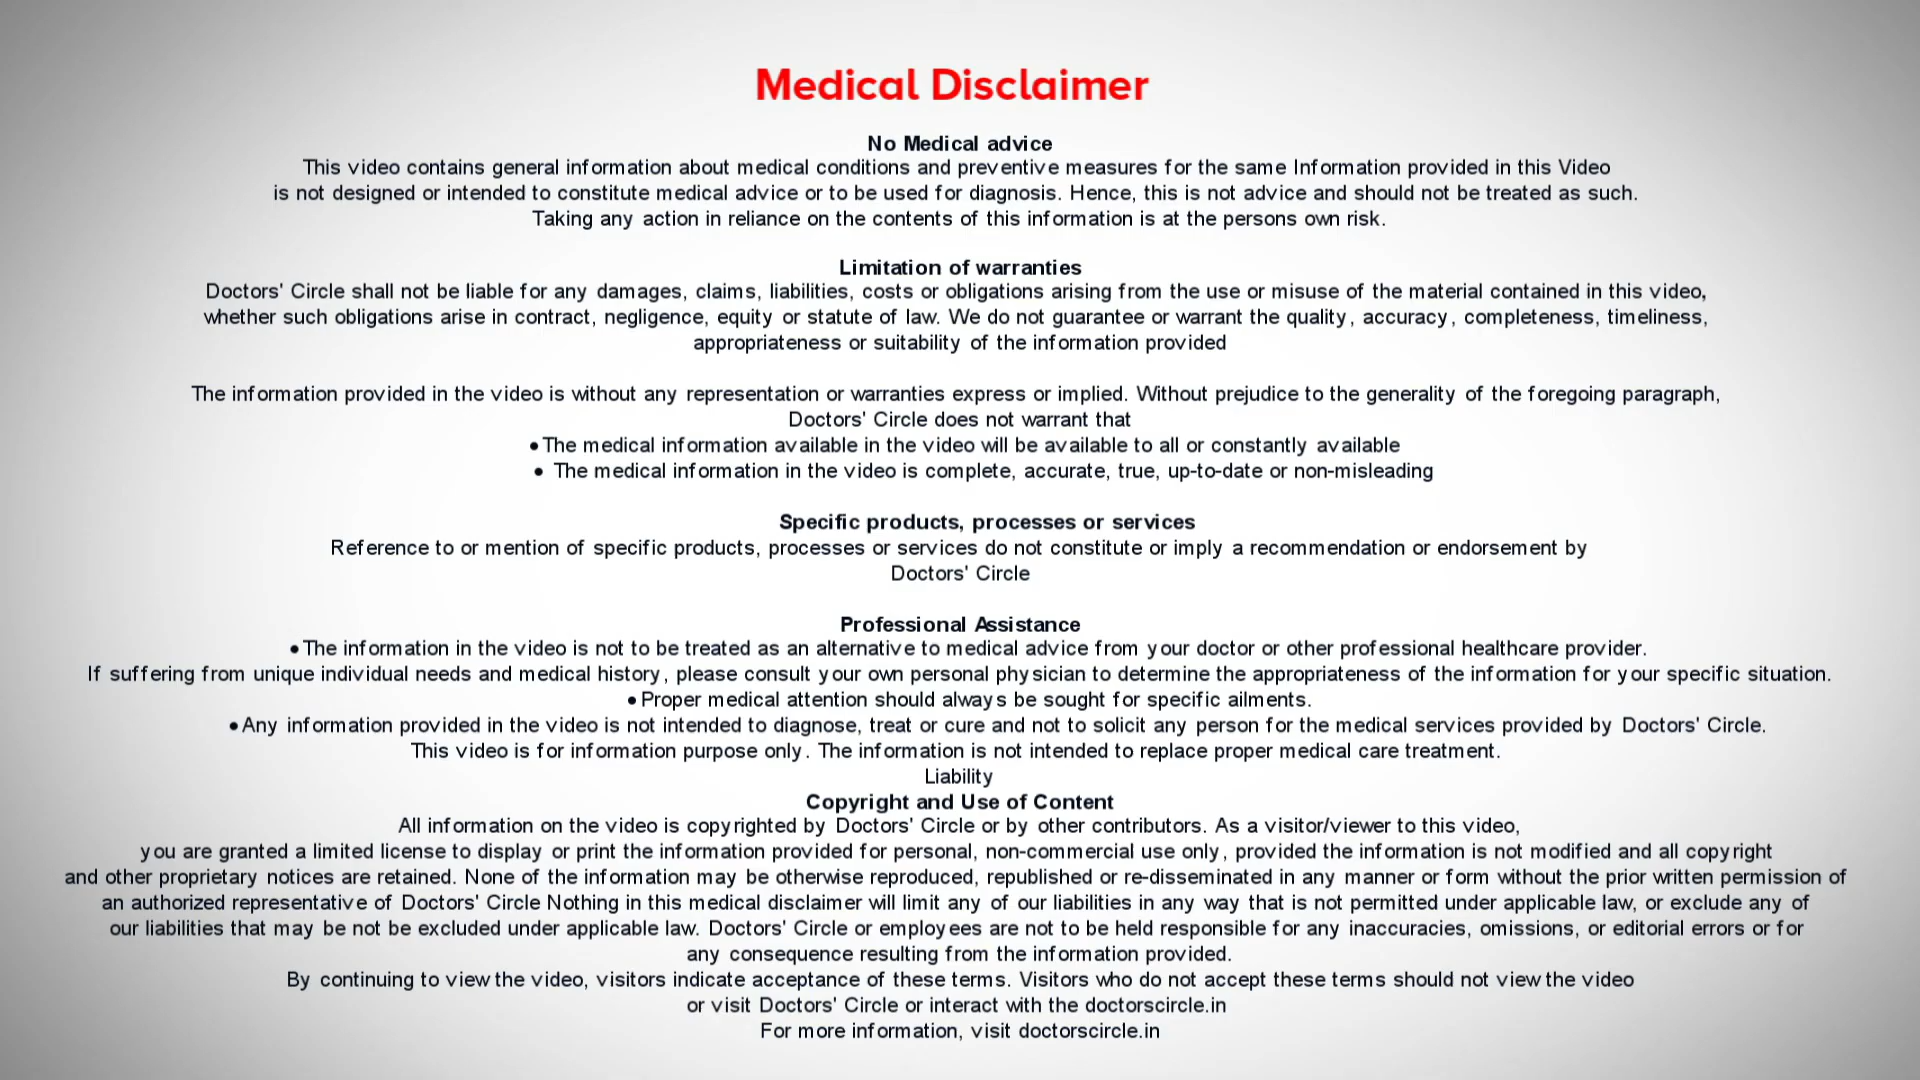 Medical Disclaimer
No Medical advice
This video contains general information about medical conditions and preventive measures for the same Information provided in this Video
is not designed or intended to constitute medical advice or to be used for diagnosis. Hence, this is not advice and should not be treated as such.
Taking any action in reliance on the contents of this information is at the persons own risk.
Limitation of warranties
Doctors' Circle shall not be liable for any damages, claims, liabilities, costs or obligations arising from the use or misuse of the material contained in this video,
whether such obligations arise in contract, negligence, equity or statute of law. We do not guarantee or warrant the quality, accuracy, completeness, timeliness,
appropriateness or suitability of the information provided
The information provided in the video is without any representation or warranties express or implied. Without prejudice to the generality of the foregoing paragraph,
Doctors' Circle does not warrant that
•The medical information available in the video will be available to all or constantly available
• The medical information in the video is complete, accurate, true, up-to-date or non-misleading
Specific products, processes or services
Reference to or mention of specific products, processes or services do not constitute or imply a recommendation or endorsement by
Doctors' Circle
Professional Assistance
•The information in the video is not to be treated as an alternative to medical advice from your doctor or other professional healthcare provider.
If suffering from unique individual needs and medical history, please consult your own personal physician to determine the appropriateness of the information for your specific situation.
•Proper medical attention should always be sought for specific ailments.
•Any information provided in the video is not intended to diagnose, treat or cure and not to solicit any person for the medical services provided by Doctors' Circle.
This video is for information purpose only. The information is not intended to replace proper medical care treatment.
Liability
Copyright and Use of Content
All information on the video is copyrighted by Doctors' Circle or by other contributors. As a visitor/viewer to this video,
you are granted a limited license to display or print the information provided for personal, non-commercial use only, provided the information is not modified and all copyright
and other proprietary notices are retained. None of the information may be otherwise reproduced, republished or re-disseminated in any manner or form without the prior written permission of
an authorized representative of Doctors' Circle Nothing in this medical disclaimer will limit any of our liabilities in any way that is not permitted under applicable law, or exclude any of
our liabilities that may be not be excluded under applicable law. Doctors' Circle or employees are not to be held responsible for any inaccuracies, omissions, or editorial errors or for
any consequence resulting from the information provided.
By continuing to view the video, visitors indicate acceptance of these terms. Visitors who do not accept these terms should not view the video
or visit Doctors' Circle or interact with the doctorscircle.in
For more information, visit doctorscircle.in